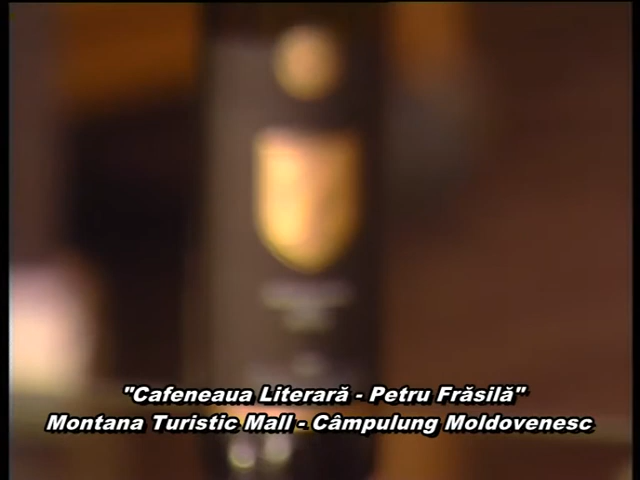 "Cafeneaua Literară - Petru Frăsilă"
Montana Turistic Mall - Câmpulung Moldovenesc